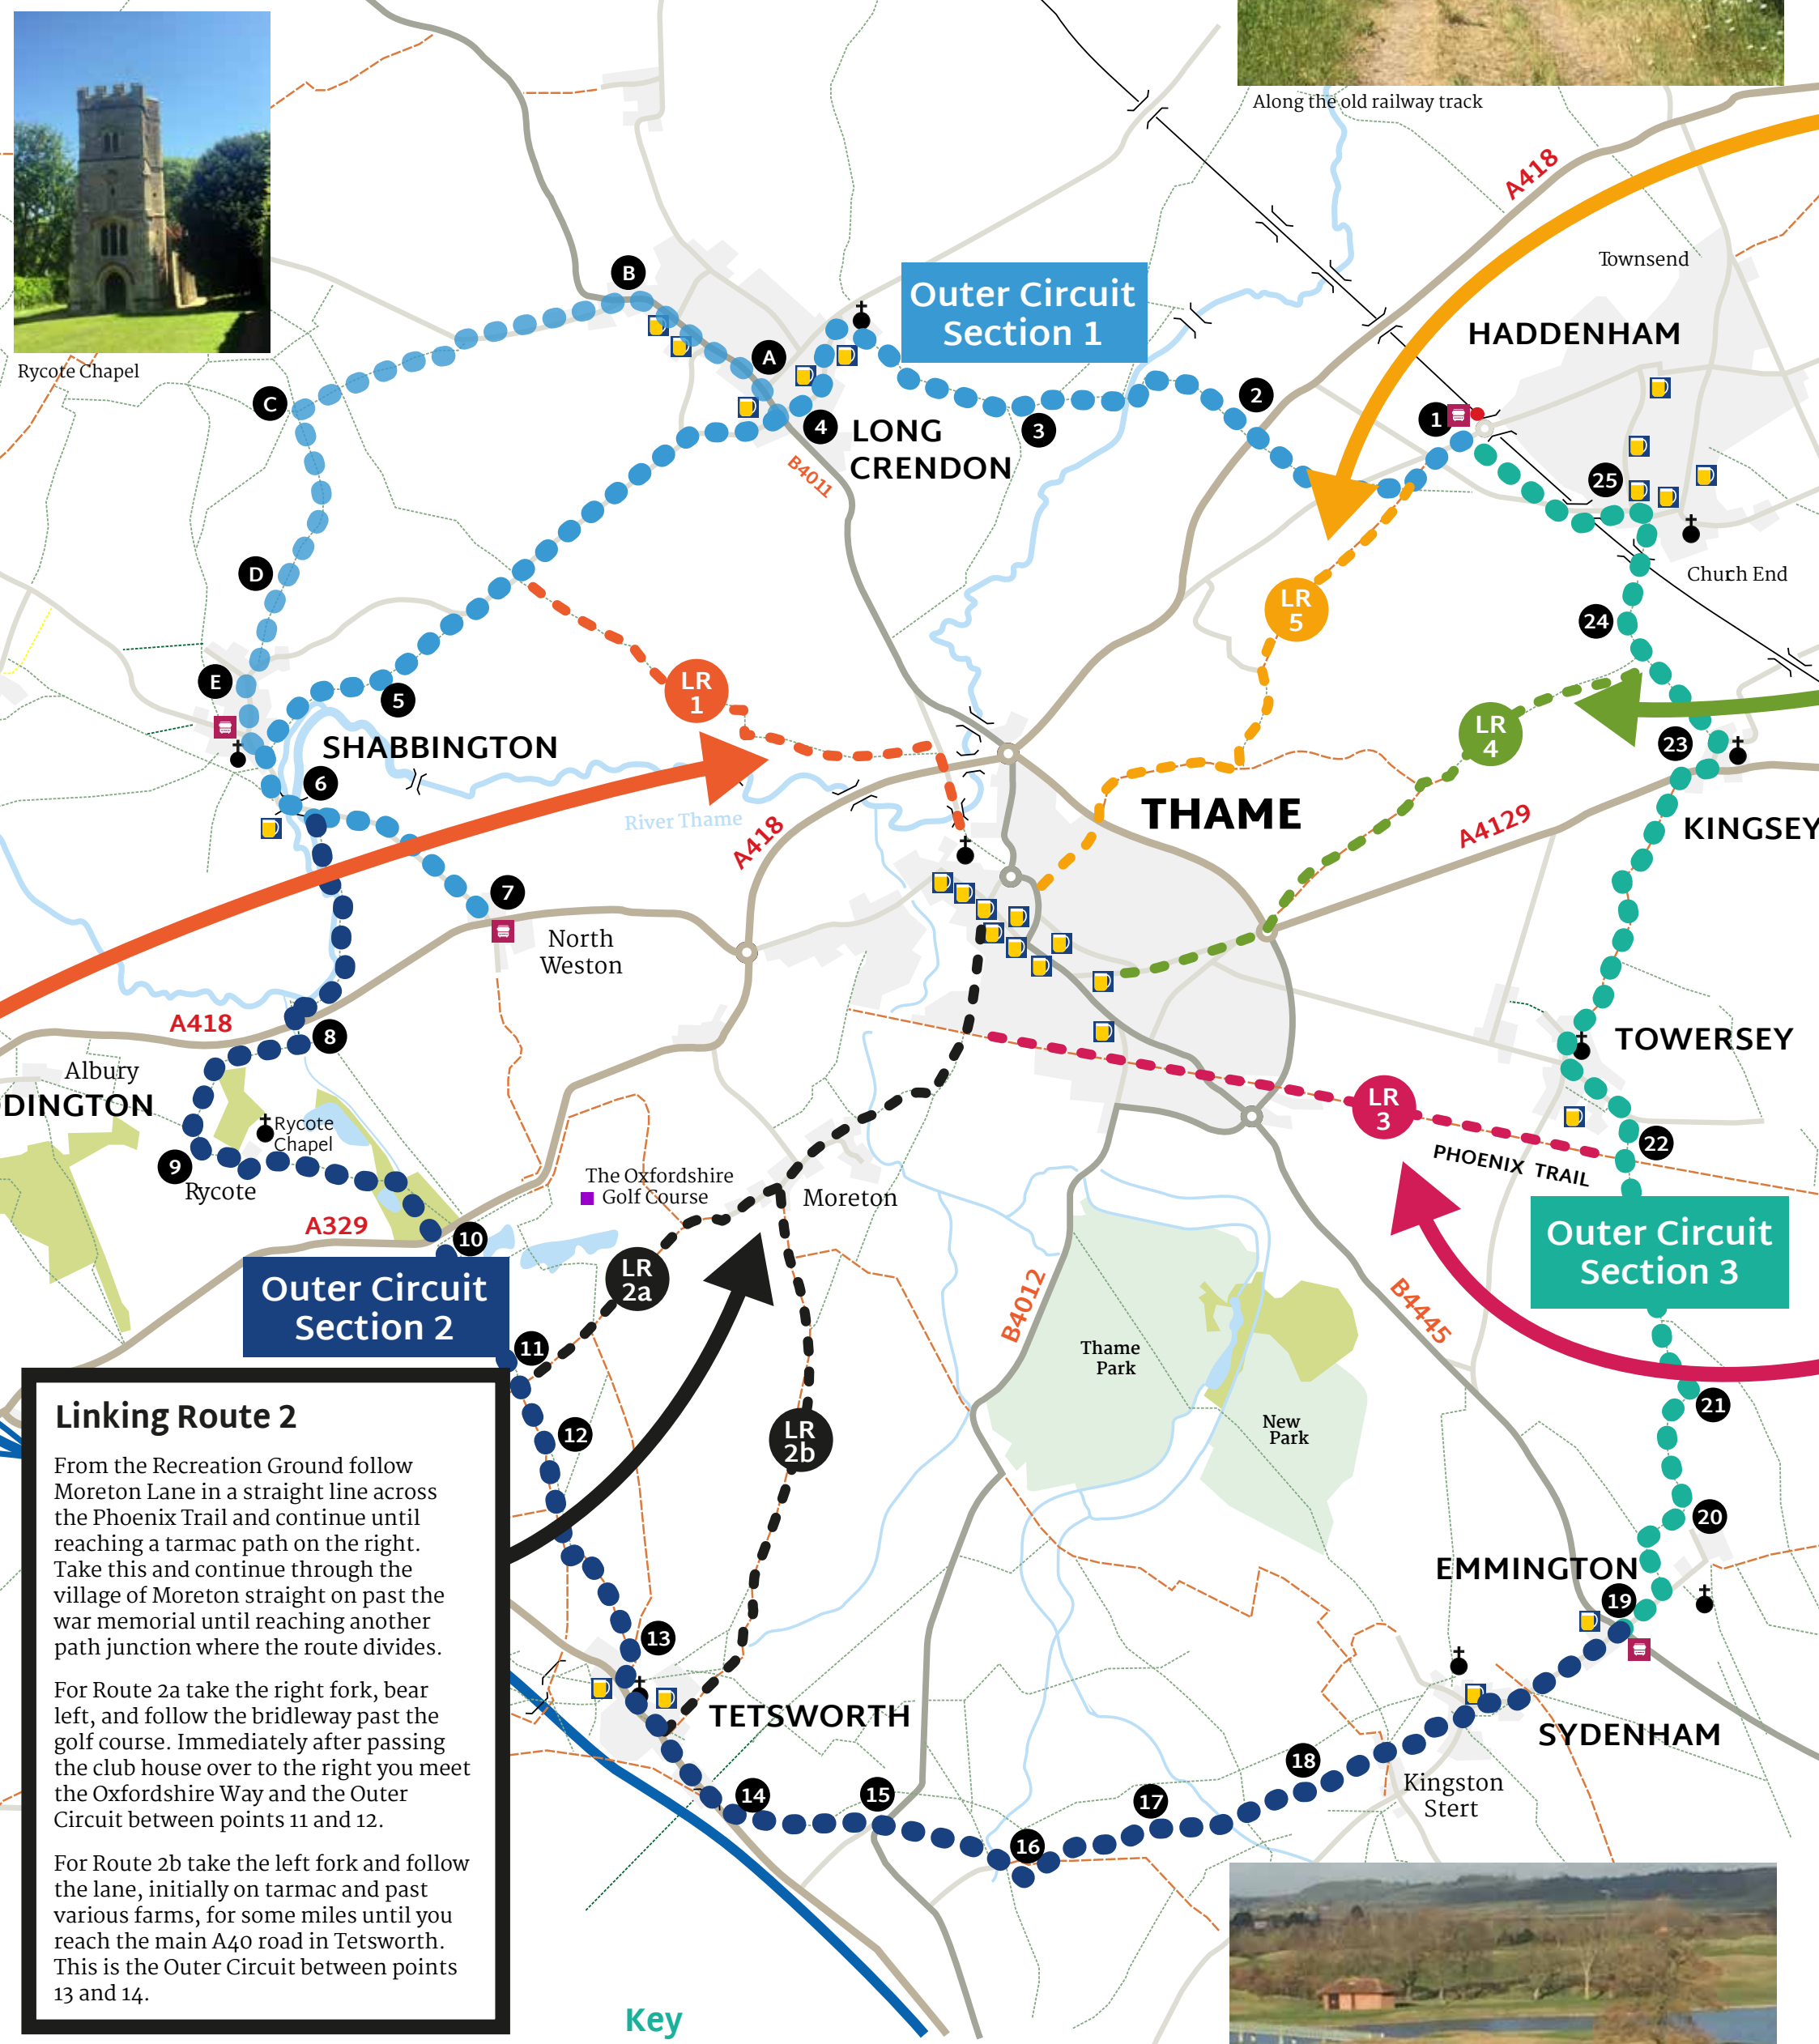 Along the old railway track
A418
Townsend
HADDENHAM
Rycote Chapel
Outer Circuit
Section 1
B
A
C
1
2
3
4
LONG
CRENDON
B4011
25
Church End
D
24
LR
5
LR
1
E
5
SHABBINGTON
6
River Thame
A418
THAME
LR
4
23
A4129
KINGSEY
7
North
Weston
A418
8
Albury
DDINGTON
Rycote
Chapel
9
Rycote
A329
10
TOWERSEY
22
LR
3
PHOENIX TRAIL
The Oxfordshire
Golf Course
Moreton
Outer Circuit
Section 2
LR
2a
Outer Circuit
Section 3
B4012
B4445
Thame
Park
New
Park
11
12
LR
2b
21
20
EMMINGTON
19
13
TETSWORTH
SYDENHAM
Kingston
Stert
14
15
16
17
18
Linking Route 2
From the Recreation Ground follow
Moreton Lane in a straight line across
the Phoenix Trail and continue until
reaching a tarmac path on the right.
Take this and continue through the
village of Moreton straight on past the
war memorial until reaching another
path junction where the route divides.
For Route 2a take the right fork, bear
left, and follow the bridleway past the
golf course. Immediately after passing
the club house over to the right you meet
the Oxfordshire Way and the Outer
Circuit between points 11 and 12.
For Route 2b take the left fork and follow
the lane, initially on tarmac and past
various farms, for some miles until you
reach the main A40 road in Tetsworth.
This is the Outer Circuit between points
13 and 14.
Key